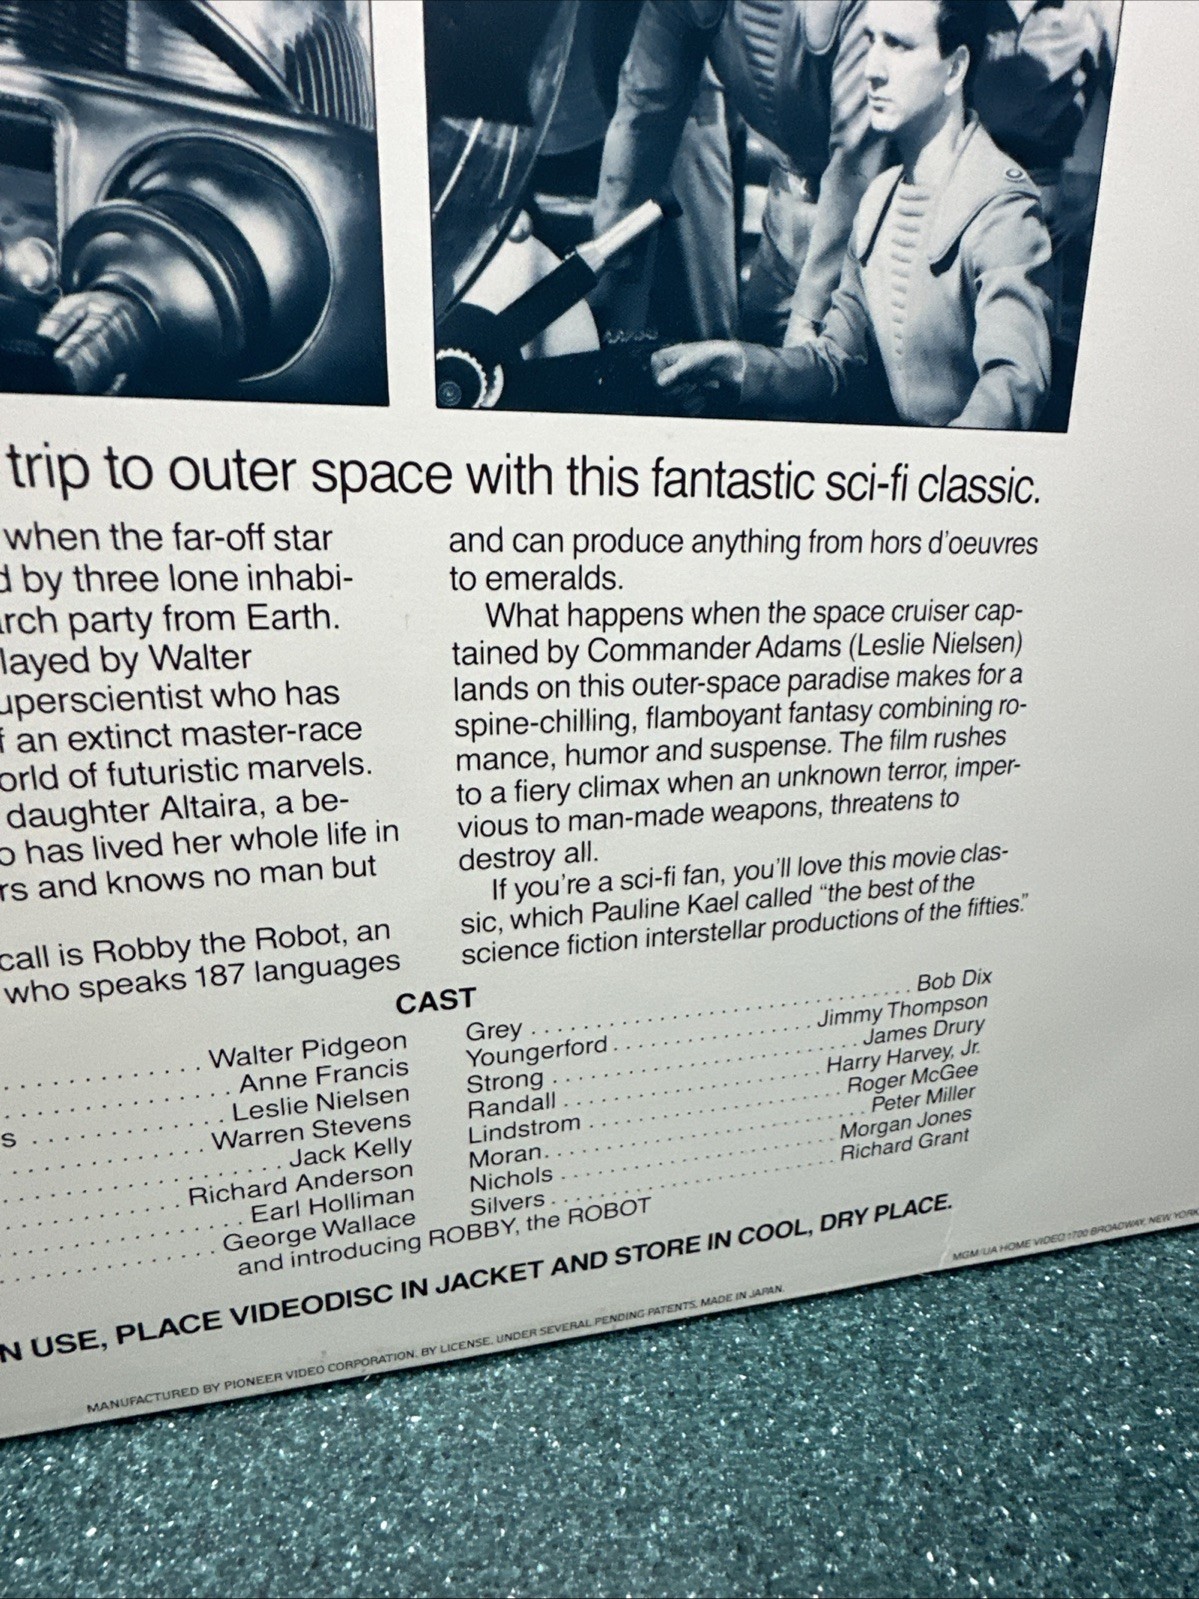 trip to outer space with this fantastic sci-fi classic.
when the far-off star
by three lone inhabi-
party from Earth.
by Walter
who has
an extinct master-race
of futuristic marvels.
daughter Altaira, a be-
has lived her whole life in
and knows no man but
call is Robby the Robot, an
who speaks 187 languages
and can produce anything from hors d'oeuvres
to emeralds.
What happens when the space cruiser cap-
tained by Commander Adams (Leslie Nielsen)
lands on this outer-space paradise makes for a
spine-chilling, flamboyant fantasy combining ro-
mance, humor and suspense. The film rushes
to a fiery climax when an unknown terror, imper-
vious to man-made weapons, threatens to
destroy all.
If you're a sci-fi fan, you'll love this movie clas-
sic, which Pauline Kael called “the best of the
science fiction interstellar productions of the fifties.”
CAST
Walter Pidgeon
Anne Francis
Leslie Nielsen
Warren Stevens
Jack Kelly
Richard Anderson
Earl Holliman
George Wallace
Grey . . . . . Bob Dix
Youngerford . . . . . Jimmy Thompson
Strong . . . . . James Drury
Randall . . . . . Harry Harvey, Jr.
Lindstrom . . . . . Roger McGee
Moran . . . . . Peter Miller
Nichols . . . . . Morgan Jones
Silvers . . . . . Richard Grant
and introducing ROBBY, the ROBOT
USE, PLACE VIDEODISC IN JACKET AND STORE IN COOL, DRY PLACE.
MGM/UA HOME VIDEO 1700 BROADWAY, NEW YORK
MANUFACTURED BY PIONEER VIDEO CORPORATION. BY LICENSE, UNDER SEVERAL PENDING PATENTS, MADE IN JAPAN.